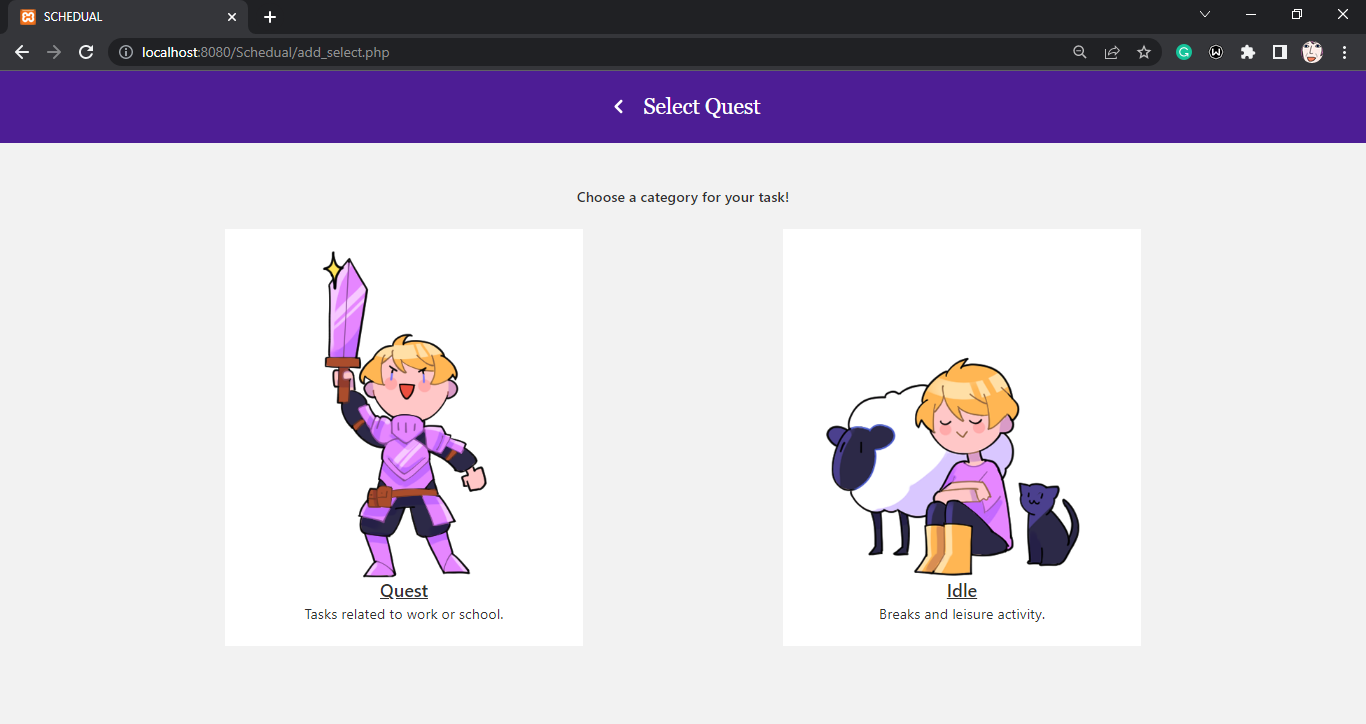 SCHEDUAL
localhost:8080/Schedual/add_select.php
Select Quest
Choose a category for your task!
Quest
Tasks related to work or school.
Idle
Breaks and leisure activity.